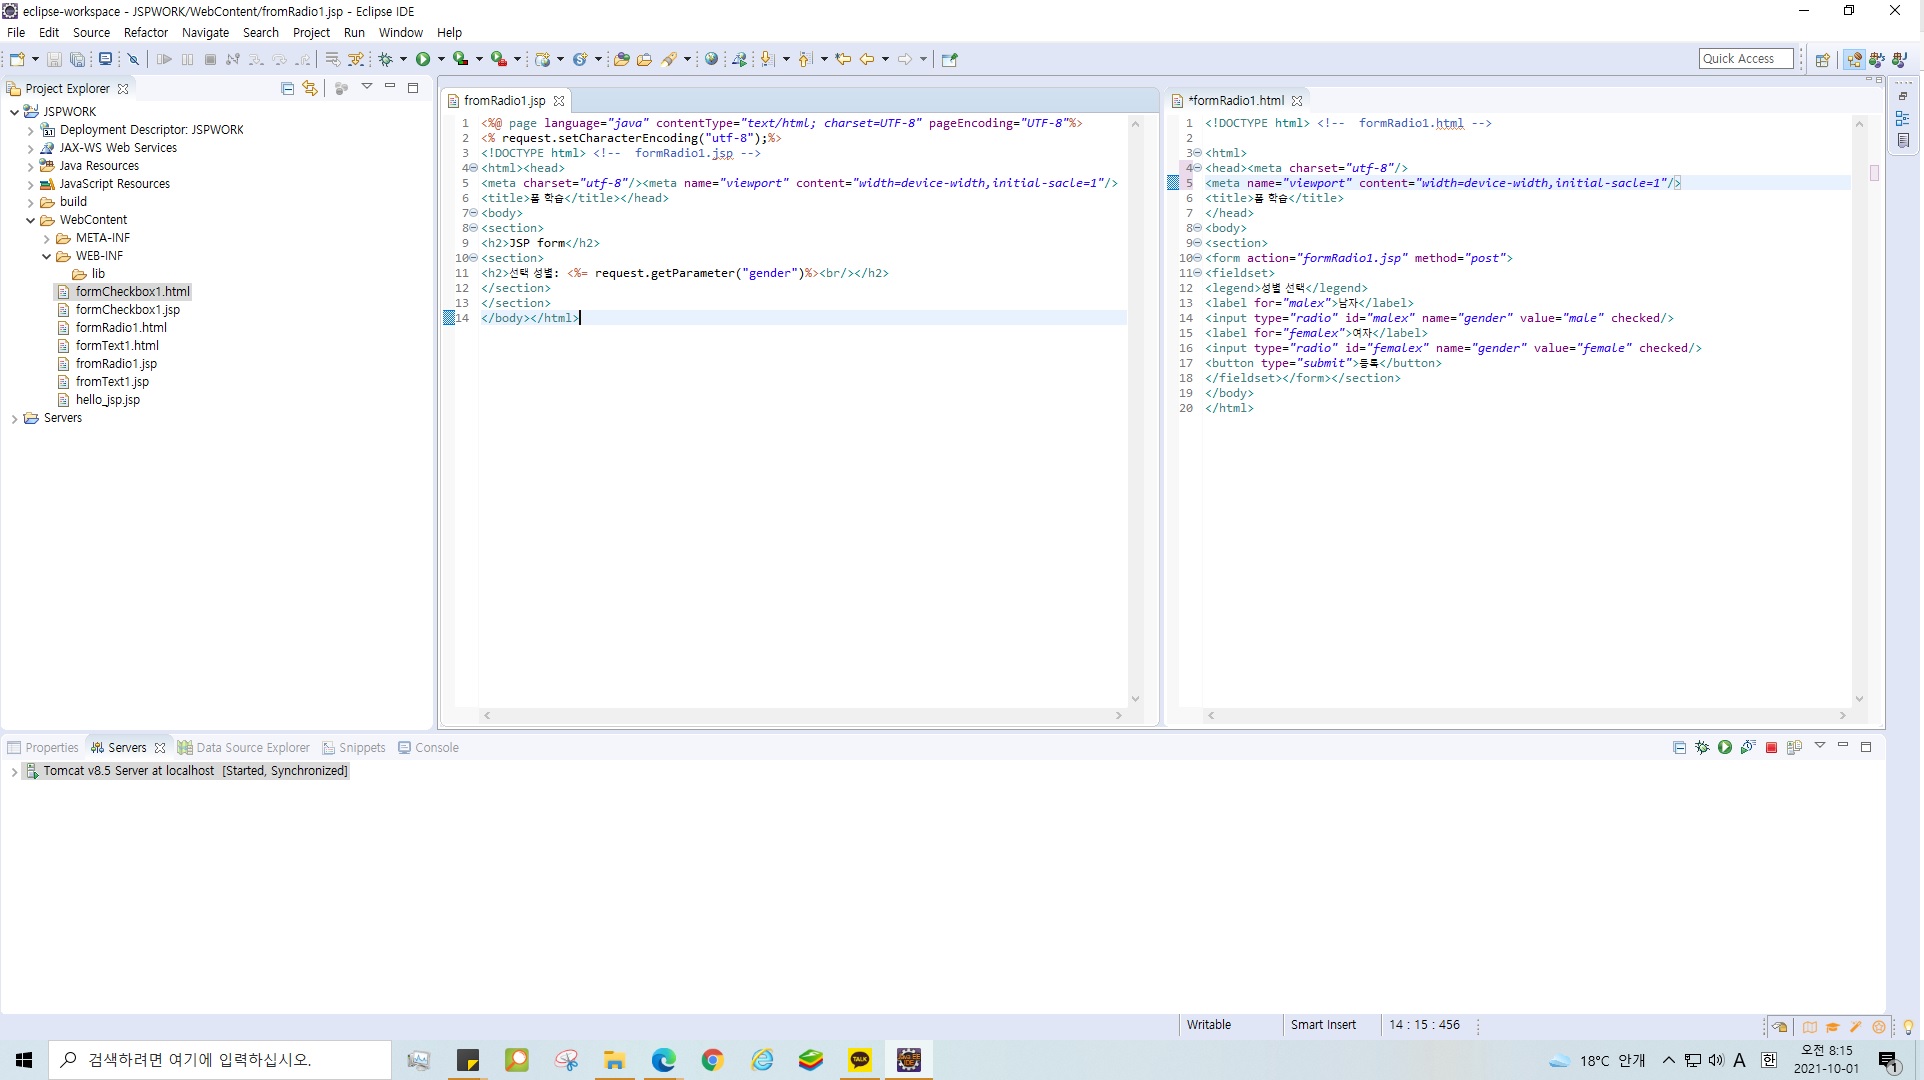 eclipse-workspace - JSPWORK/WebContent/fromRadio1.jsp - Eclipse IDE
File Edit Source Refactor Navigate Search Project Run Window Help
Quick Access
Project Explorer
JSPWORK
Deployment Descriptor: JSPWORK
JAX-WS Web Services
Java Resources
JavaScript Resources
build
WebContent
META-INF
WEB-INF
lib
formCheckbox1.html
formCheckbox1.jsp
formRadio1.html
formText1.html
fromRadio1.jsp
fromText1.jsp
hello_jsp.jsp
Servers
fromRadio1.jsp
1 <%@ page language="java" contentType="text/html; charset=UTF-8" pageEncoding="UTF-8"%>
2 <% request.setCharacterEncoding("utf-8");%>
3 <!DOCTYPE html> <!--  formRadio1.jsp -->
4 <html><head>
5 <meta charset="utf-8"/><meta name="viewport" content="width=device-width,initial-sacle=1"/>
6 <title>폼 학습</title></head>
7 <body>
8 <section>
9 <h2>JSP form</h2>
10 <section>
11 <h2>선택 성별: <%= request.getParameter("gender")%><br/></h2>
12 </section>
13 </section>
14 </body></html>
*formRadio1.html
1 <!DOCTYPE html> <!--  formRadio1.html -->
2
3 <html>
4 <head><meta charset="utf-8"/>
5 <meta name="viewport" content="width=device-width,initial-sacle=1"/>
6 <title>폼 학습</title>
7 </head>
8 <body>
9 <section>
10 <form action="formRadio1.jsp" method="post">
11 <fieldset>
12 <legend>성별 선택</legend>
13 <label for="malex">남자</label>
14 <input type="radio" id="malex" name="gender" value="male" checked/>
15 <label for="femalex">여자</label>
16 <input type="radio" id="femalex" name="gender" value="female" checked/>
17 <button type="submit">등록</button>
18 </fieldset></form></section>
19 </body>
20 </html>
Properties Servers Data Source Explorer Snippets Console
Tomcat v8.5 Server at localhost [Started, Synchronized]
Writable Smart Insert 14 : 15 : 456
검색하려면 여기에 입력하십시오.
TALK
18°C 안개
A 한
오전 8:15
2021-10-01
1